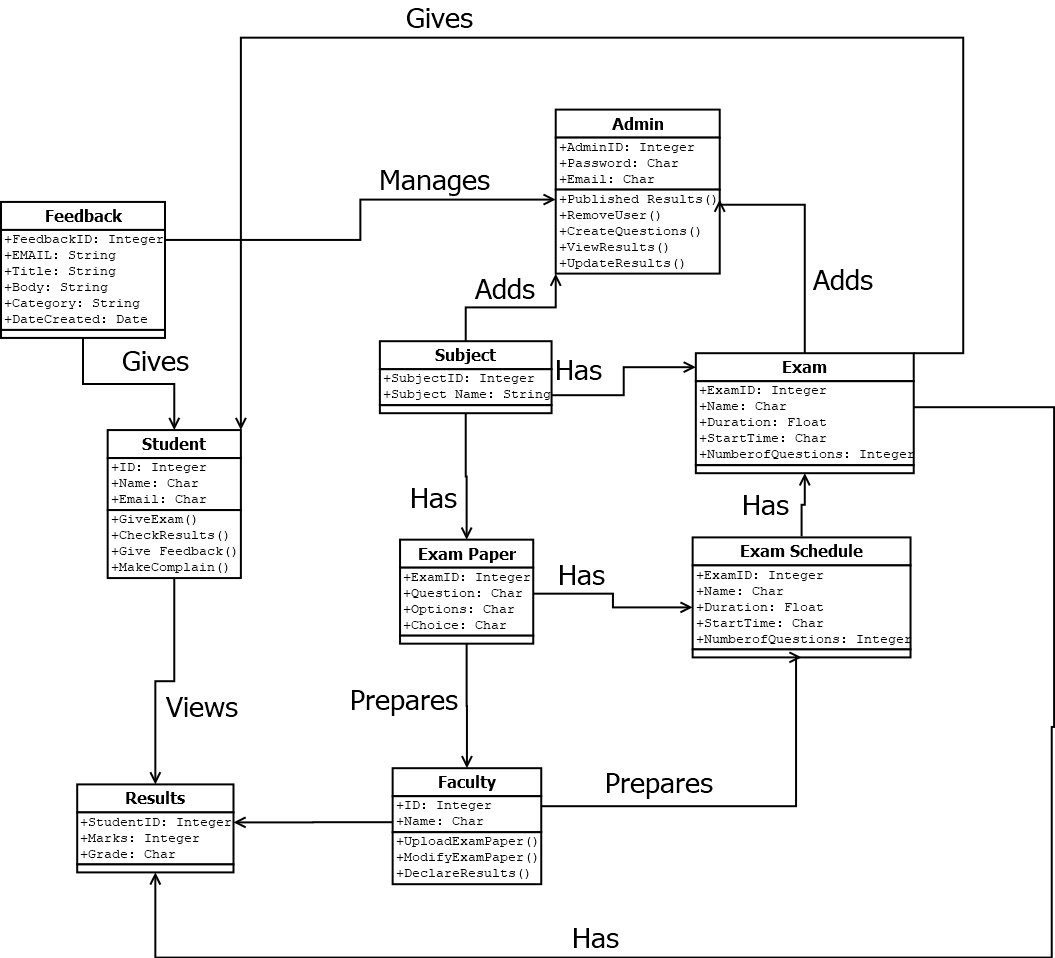 Gives
Admin
+AdminID: Integer
+Password: Char
+Email: Char
+Published Results()
+RemoveUser()
+CreateQuestions()
+ViewResults()
+UpdateResults()
Manages
Feedback
+FeedbackID: Integer
+EMAIL: String
+Title: String
+Body: String
+Category: String
+DateCreated: Date
Adds
Adds
Gives
Subject
+SubjectID: Integer
+Subject Name: String
Has
Exam
+ExamID: Integer
+Name: Char
+Duration: Float
+StartTime: Char
+NumberofQuestions: Integer
Student
+ID: Integer
+Name: Char
+Email: Char
+GiveExam()
+CheckResults()
+Give Feedback()
+MakeComplain()
Has
Has
Exam Paper
+ExamID: Integer
+Question: Char
+Options: Char
+Choice: Char
Has
Exam Schedule
+ExamID: Integer
+Name: Char
+Duration: Float
+StartTime: Char
+NumberofQuestions: Integer
Views
Prepares
Results
+StudentID: Integer
+Marks: Integer
+Grade: Char
Faculty
+ID: Integer
+Name: Char
+UploadExamPaper()
+ModifyExamPaper()
+DeclareResults()
Prepares
Has